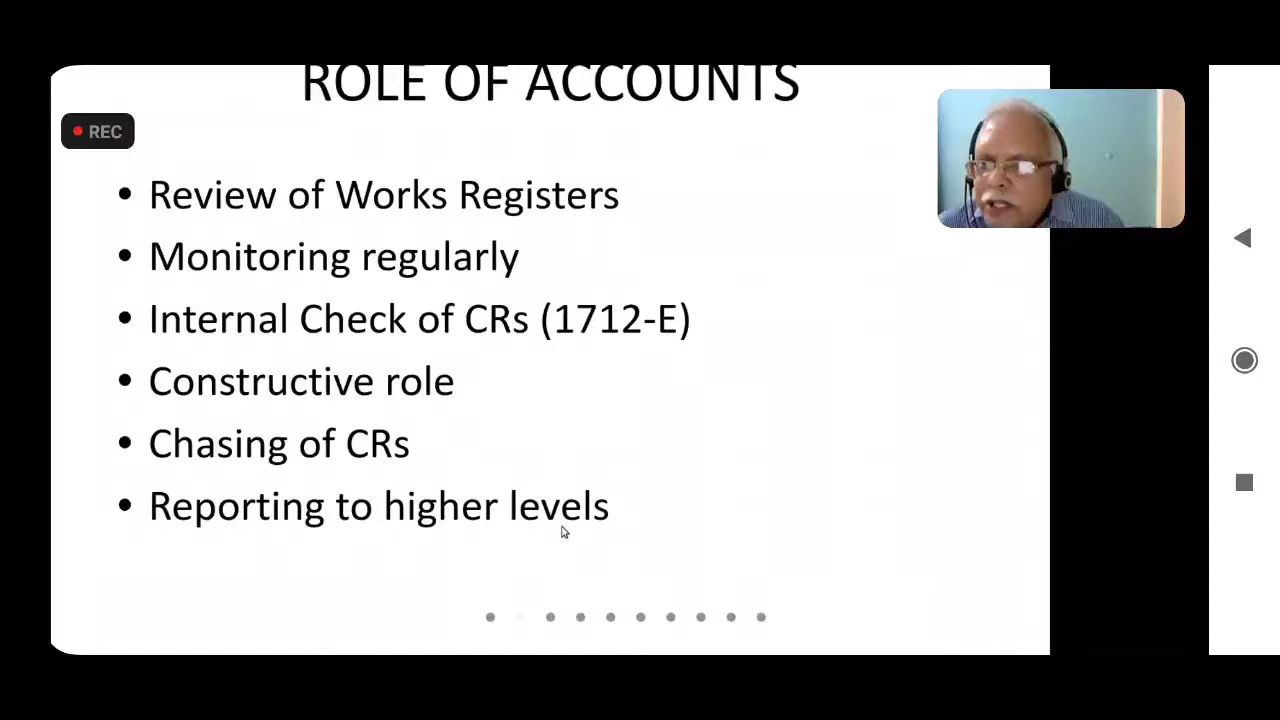 ROLE OF ACCOUNTS
REC
• Review of Works Registers
• Monitoring regularly
• Internal Check of CRs (1712-E)
• Constructive role
• Chasing of CRs
• Reporting to higher levels